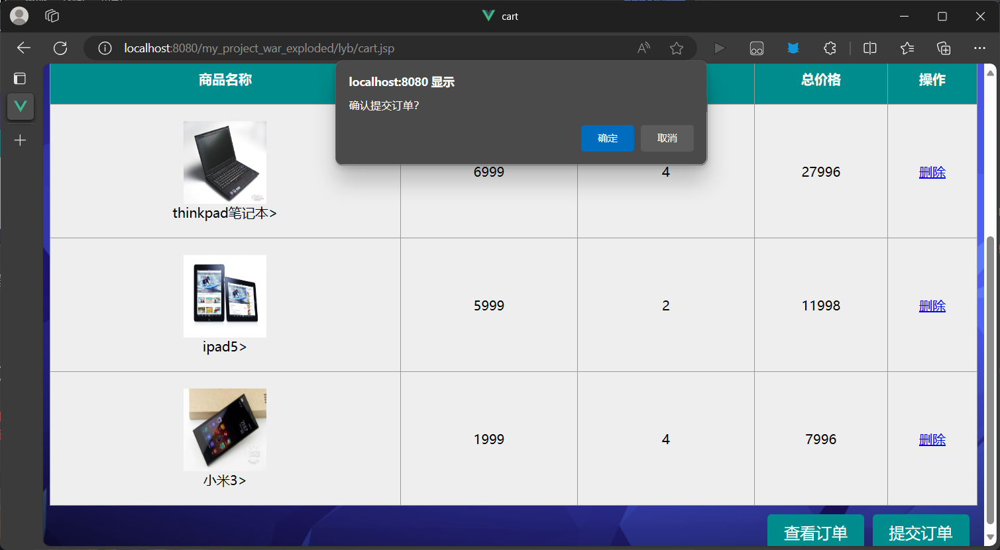 cart
localhost:8080/my_project_war_exploded/lyb/cart.jsp
localhost:8080 显示
确认提交订单?
确定
取消
商品名称
总价格
操作
thinkpad笔记本>
6999
4
27996
删除
ipad5>
5999
2
11998
删除
小米3>
1999
4
7996
删除
查看订单
提交订单